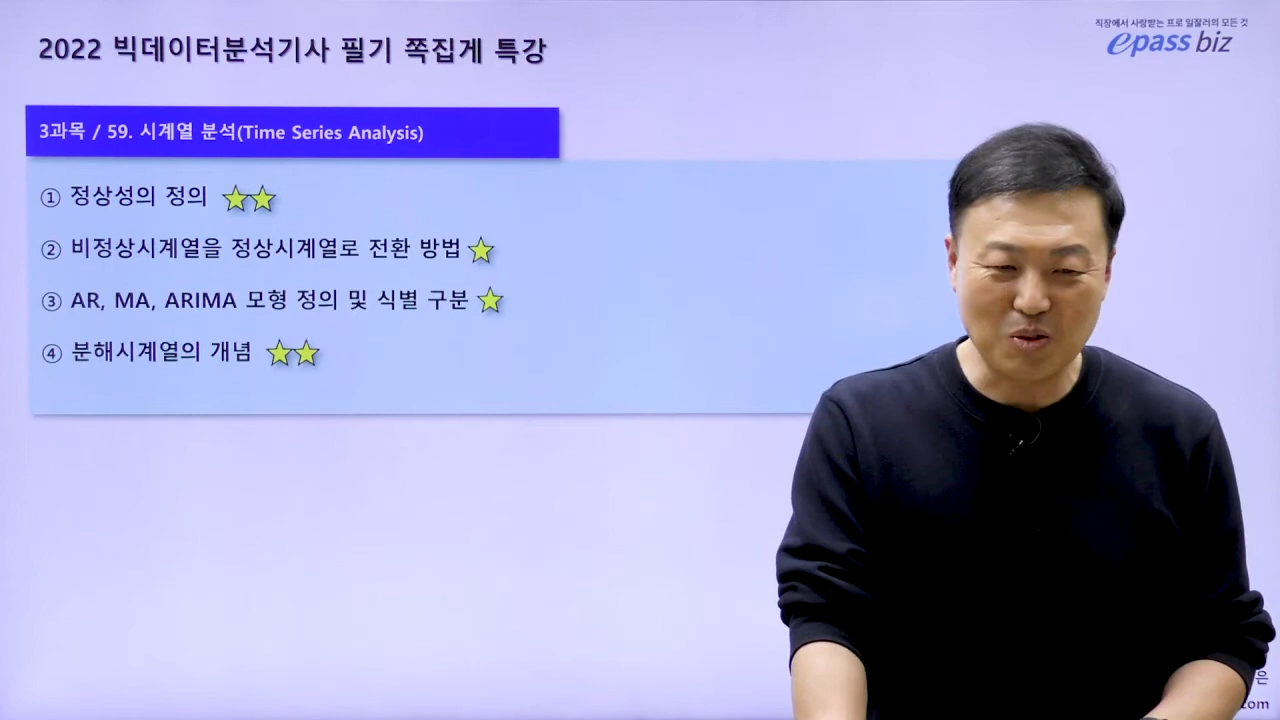 2022 빅데이터분석기사 필기 쪽집게 특강
직장에서 사랑받는 프로 일잘러의 모든 것
epass biz
3과목 / 59. 시계열 분석(Time Series Analysis)
① 정상성의 정의 ☆☆
② 비정상시계열을 정상시계열로 전환 방법 ☆
③ AR, MA, ARIMA 모형 정의 및 식별 구분 ☆
④ 분해시계열의 개념 ☆☆
은
.com